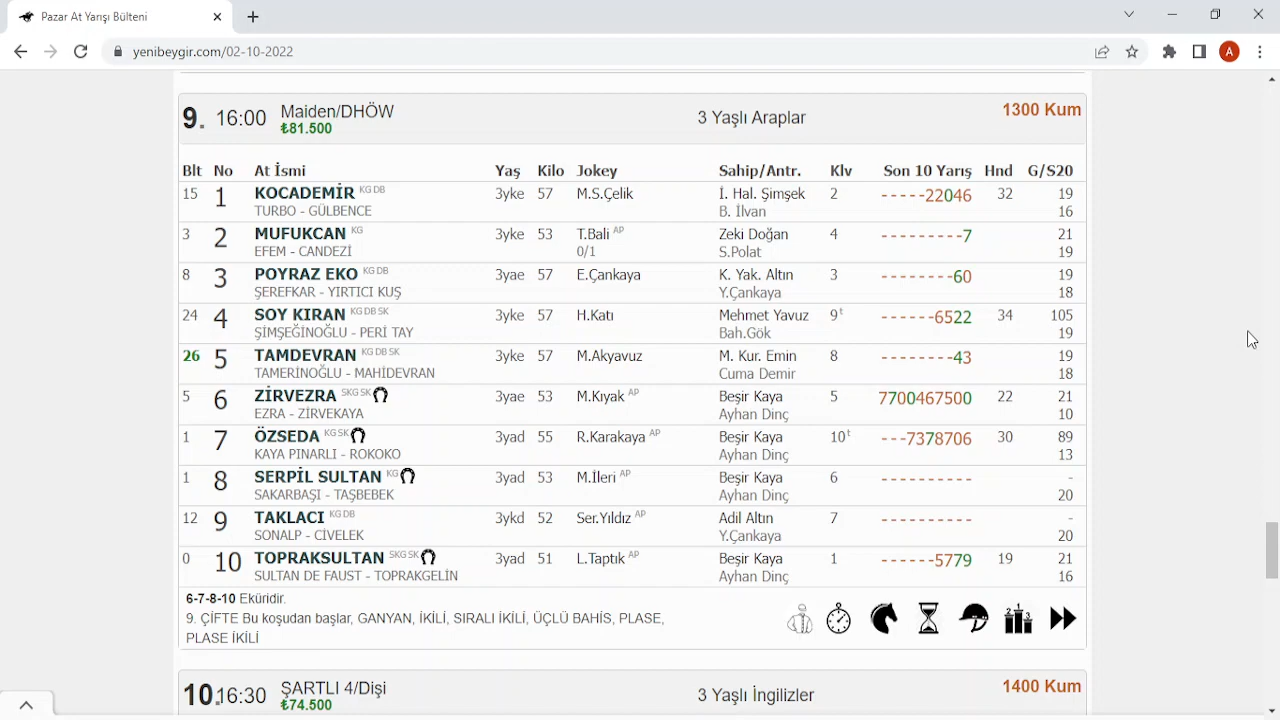 Pazar At Yarışı Bülteni
yenibeygir.com/02-10-2022
A
9. 16:00 Maiden/DHÖW 3 Yaşlı Araplar 1300 Kum
₺81.500
Blt No At İsmi Yaş Kilo Jokey Sahip/Antr. Klv Son 10 Yarış Hnd G/S20
15 1 KOCADEMİR KG DB 3yke 57 M.S.Çelik İ. Hal. Şimşek 2 -----22046 32 19
TURBO - GÜLBENCE B. İlvan 16
3 2 MUFUKCAN KG 3yke 53 T.Bali AP Zeki Doğan 4 ---------7 21
EFEM - CANDEZİ 0/1 S.Polat 19
8 3 POYRAZ EKO KG DB 3yae 57 E.Çankaya K. Yak. Altın 3 --------60 19
ŞEREFKAR - YIRTICI KUŞ Y.Çankaya 18
24 4 SOY KIRAN KG DB SK 3yke 57 H.Katı Mehmet Yavuz 9t ------6522 34 105
ŞİMŞEĞİNOĞLU - PERİ TAY Bah.Gök 19
26 5 TAMDEVRAN KG DB SK 3yke 57 M.Akyavuz M. Kur. Emin 8 --------43 19
TAMERİNOĞLU - MAHİDEVRAN Cuma Demir 18
5 6 ZİRVEZRA SKG SK 3yae 53 M.Kıyak AP Beşir Kaya 5 7700467500 22 21
EZRA - ZİRVEKAYA Ayhan Dinç 10
1 7 ÖZSEDA KG SK 3yad 55 R.Karakaya AP Beşir Kaya 10t ---7378706 30 89
KAYA PINARLI - ROKOKO Ayhan Dinç 13
1 8 SERPİL SULTAN KG 3yad 53 M.İleri AP Beşir Kaya 6 ---------- -
SAKARBAŞI - TAŞBEBEK Ayhan Dinç 20
12 9 TAKLACI KG DB 3ykd 52 Ser.Yıldız AP Adil Altın 7 ---------- -
SONALP - CİVELEK Y.Çankaya 20
0 10 TOPRAKSULTAN SKG SK 3yad 51 L.Taptık AP Beşir Kaya 1 ------5779 19 21
SULTAN DE FAUST - TOPRAKGELİN Ayhan Dinç 16
6-7-8-10 Eküridir.
9. ÇİFTE Bu koşudan başlar, GANYAN, İKİLİ, SIRALI İKİLİ, ÜÇLÜ BAHİS, PLASE,
PLASE İKİLİ
10. 16:30 ŞARTLI 4/Dişi 3 Yaşlı İngilizler 1400 Kum
₺74.500